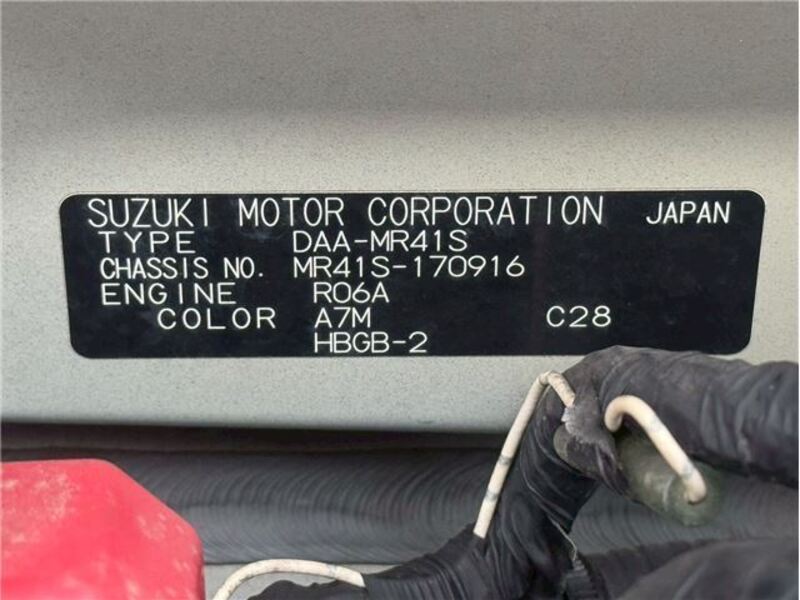 SUZUKI MOTOR CORPORATION JAPAN
TYPE DAA-MR41S
CHASSIS NO. MR41S-170916
ENGINE R06A
COLOR A7M C28
HBGB-2